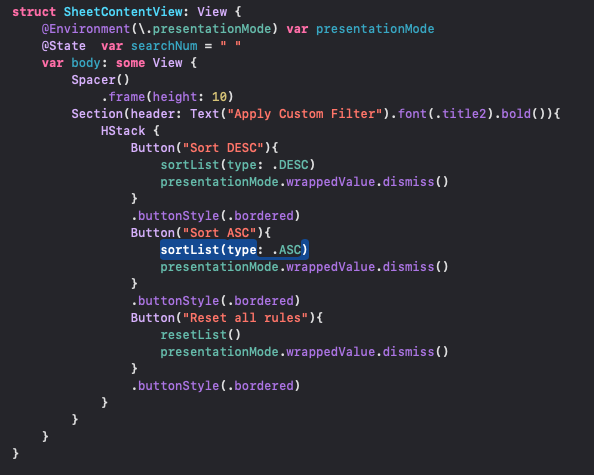 struct SheetContentView: View {
    @Environment(\.presentationMode) var presentationMode
    @State  var searchNum = " "
    var body: some View {
        Spacer()
            .frame(height: 10)
        Section(header: Text("Apply Custom Filter").font(.title2).bold()){
            HStack {
                Button("Sort DESC"){
                    sortList(type: .DESC)
                    presentationMode.wrappedValue.dismiss()
                }
                .buttonStyle(.bordered)
                Button("Sort ASC"){
                    sortList(type: .ASC)
                    presentationMode.wrappedValue.dismiss()
                }
                .buttonStyle(.bordered)
                Button("Reset all rules"){
                    resetList()
                    presentationMode.wrappedValue.dismiss()
                }
                .buttonStyle(.bordered)
            }
        }
    }
}